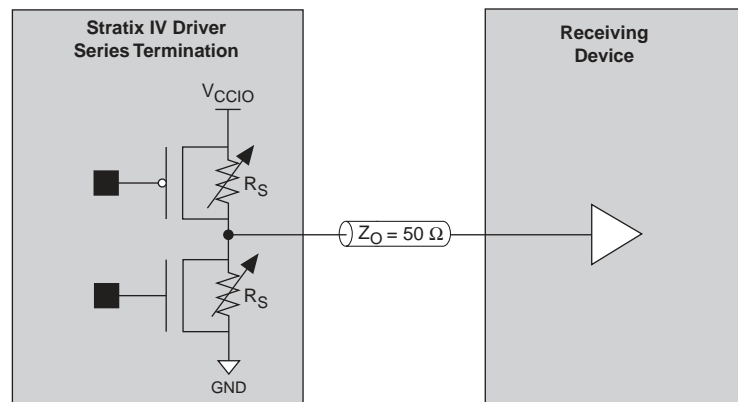 Stratix IV Driver
Series Termination
Receiving
Device
VCCIO
RS
ZO = 50 Ω
RS
GND